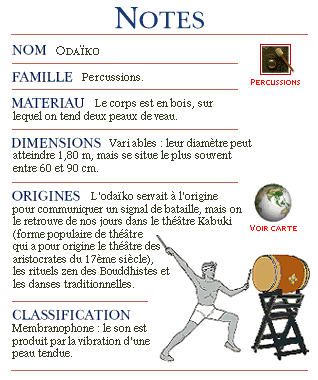 NOTES
NOM ODAÏKO
FAMILLE Percussions.
PERCUSSIONS
MATERIAU Le corps est en bois, sur
lequel on tend deux peaux de veau.
DIMENSIONS Variables : leur diamètre peut
atteindre 1,80 m, mais se situe le plus souvent
entre 60 et 90 cm.
ORIGINES L'odaïko servait à l'origine
pour communiquer un signal de bataille, mais on
le retrouve de nos jours dans le théâtre Kabuki
(forme populaire de théâtre
qui a pour origine le théâtre des
aristocrates du 17ème siècle),
les rituels zen des Bouddhistes et
les danses traditionnelles.
VOIR CARTE
CLASSIFICATION
Membranophone : le son est
produit par la vibration d'une
peau tendue.